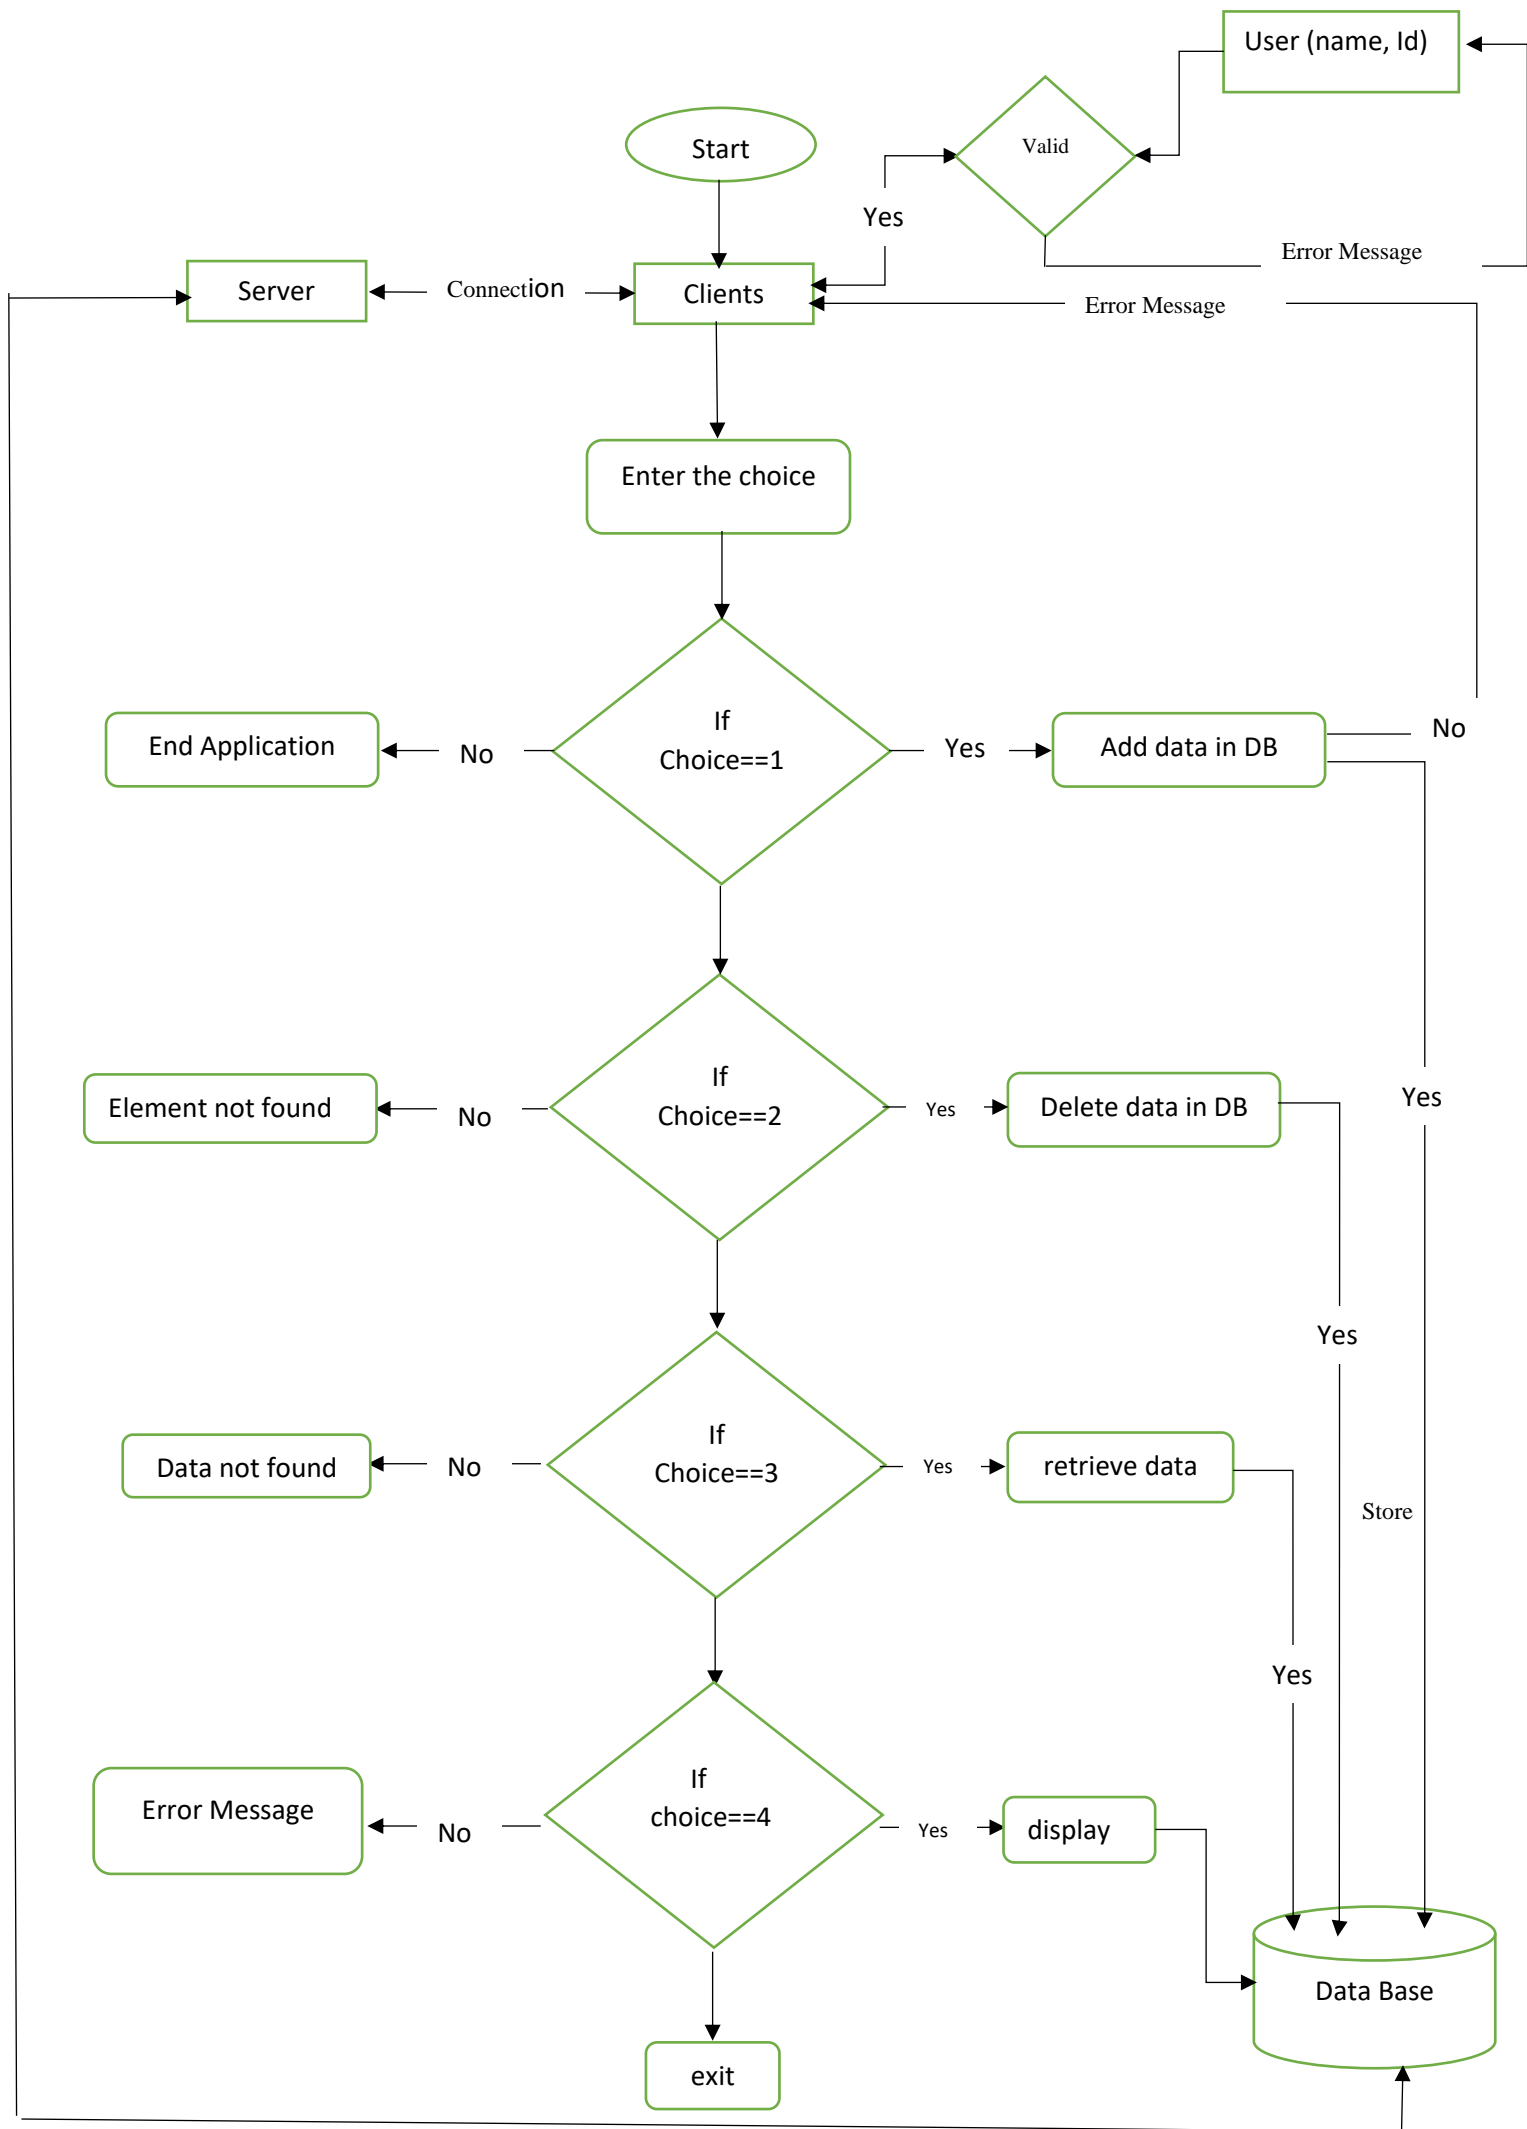 User (name, Id)
Valid
Start
Yes
Error Message
Server
Connection
Clients
Error Message
Enter the choice
If
Choice==1
End Application
No
Yes
Add data in DB
No
If
Choice==2
Element not found
No
Yes
Delete data in DB
Yes
Yes
If
Choice==3
Data not found
No
Yes
retrieve data
Store
Yes
If
choice==4
Error Message
No
Yes
display
Data Base
exit